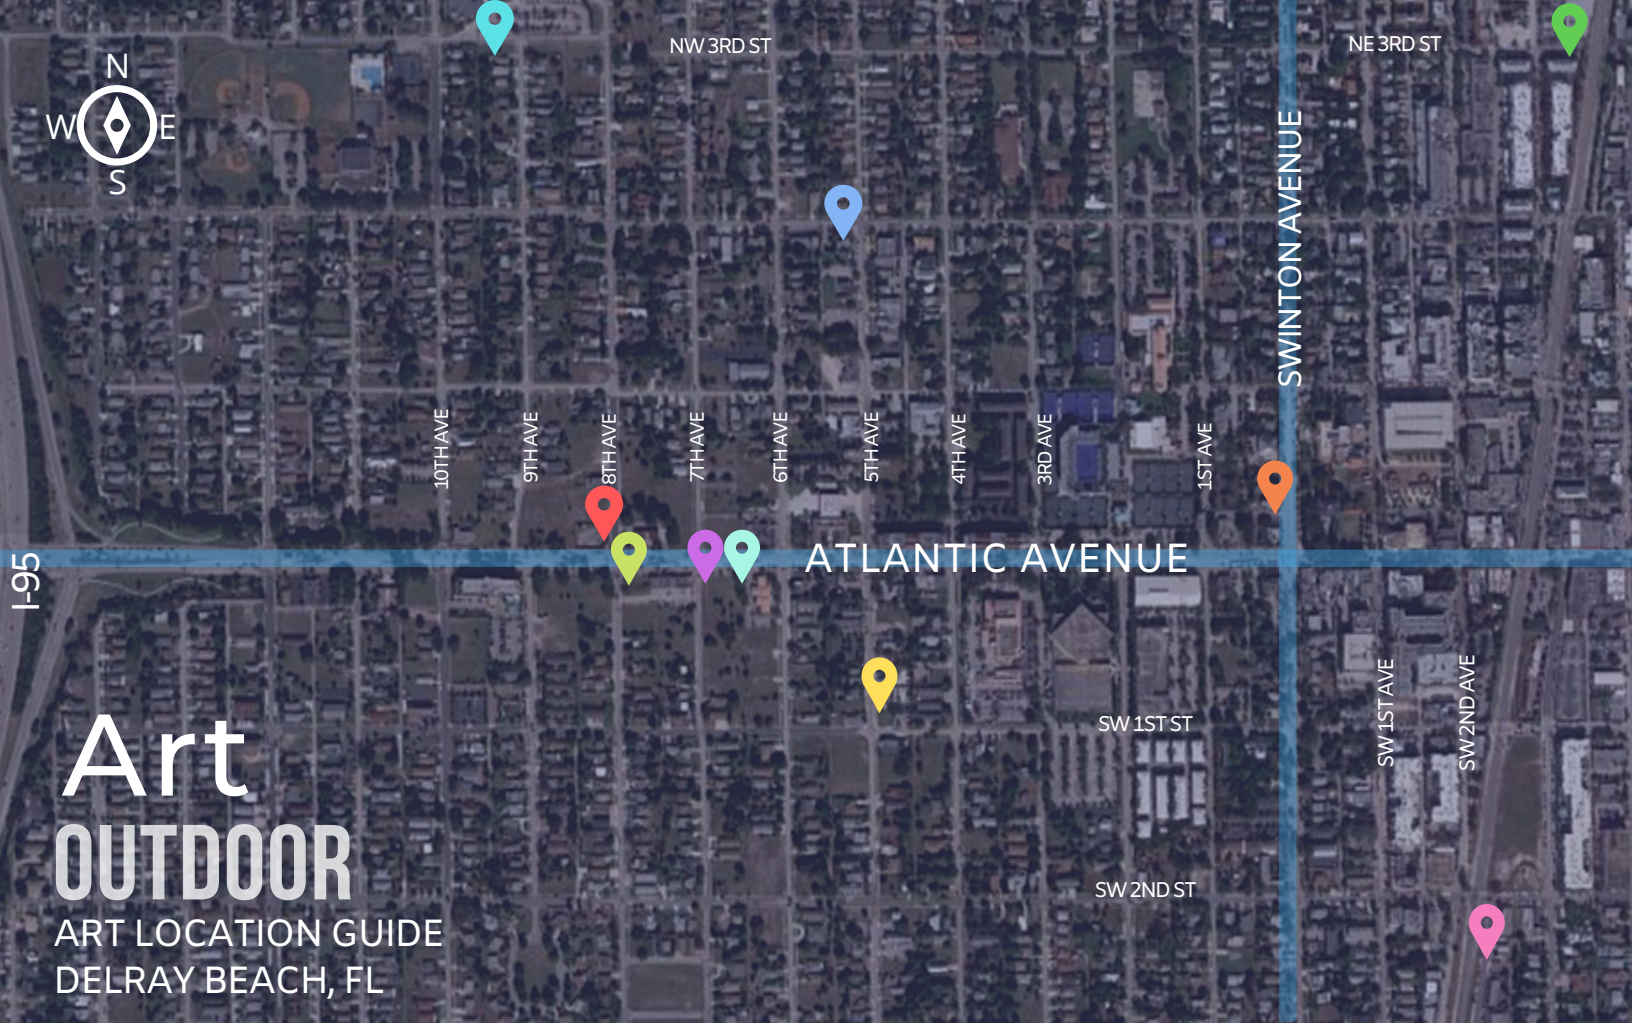 NW 3RD ST
NE 3RD ST
N
W E
S
SWINTON AVENUE
10TH AVE
9TH AVE
8TH AVE
7TH AVE
6TH AVE
5TH AVE
4TH AVE
3RD AVE
1ST AVE
I-95
ATLANTIC AVENUE
SW 1ST AVE
SW 2ND AVE
SW 1ST ST
SW 2ND ST
Art
OUTDOOR
ART LOCATION GUIDE
DELRAY BEACH, FL